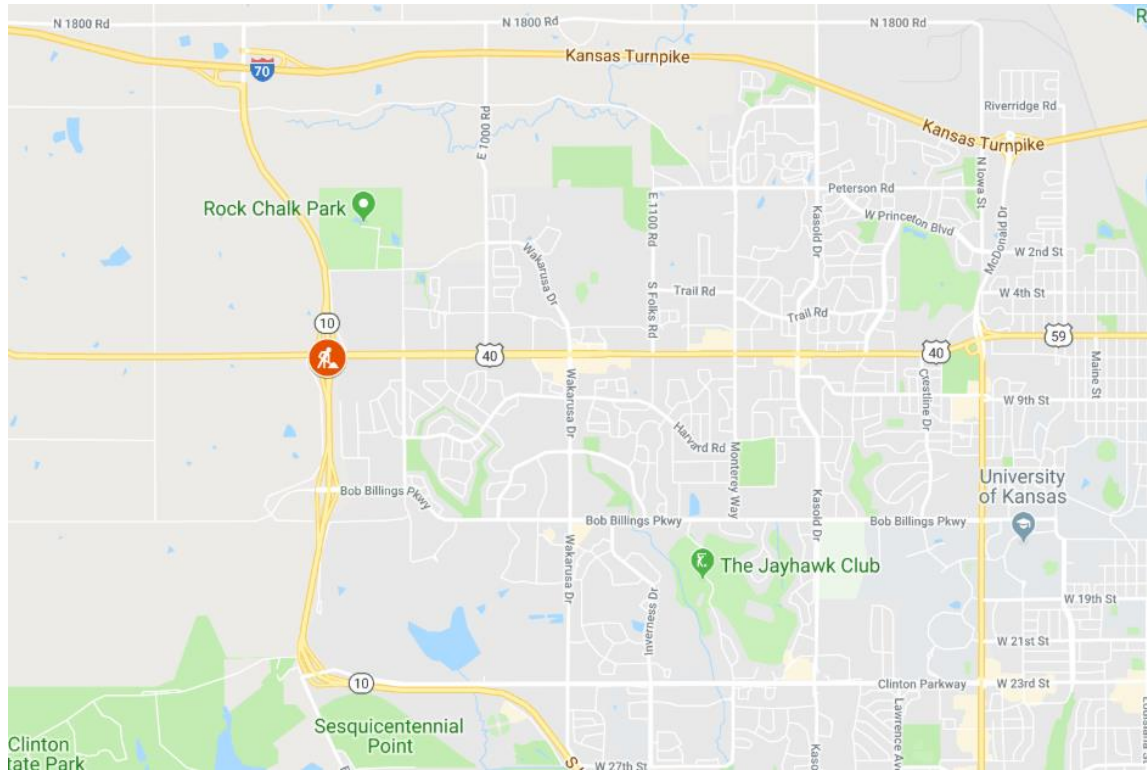 N 1800 Rd
N 1800 Rd
N 1800 Rd
R
Kansas Turnpike
70
Riverridge Rd
E 1000 Rd
Kansas Turnpike
N Iowa St
Peterson Rd
Rock Chalk Park
E 1100 Rd
Kasold Dr
W Princeton Blvd
McDonald Dr
W 2nd St
Wakarusa Dr
S Folks Rd
Trail Rd
W 4th St
Trail Rd
10
59
40
40
Maine St
Wakarusa Dr
Crestline Dr
W 9th St
Harvard Rd
Monterey Way
University
of Kansas
Bob Billings Pkwy
Kasold Dr
Bob Billings Pkwy
Bob Billings Pkwy
The Jayhawk Club
Wakarusa Dr
Inverness Dr
W 19th St
W 21st St
10
Clinton Parkway
W 23rd St
Sesquicentennial
Point
Lawrence Ave
Clinton
tate Park
W 27th St